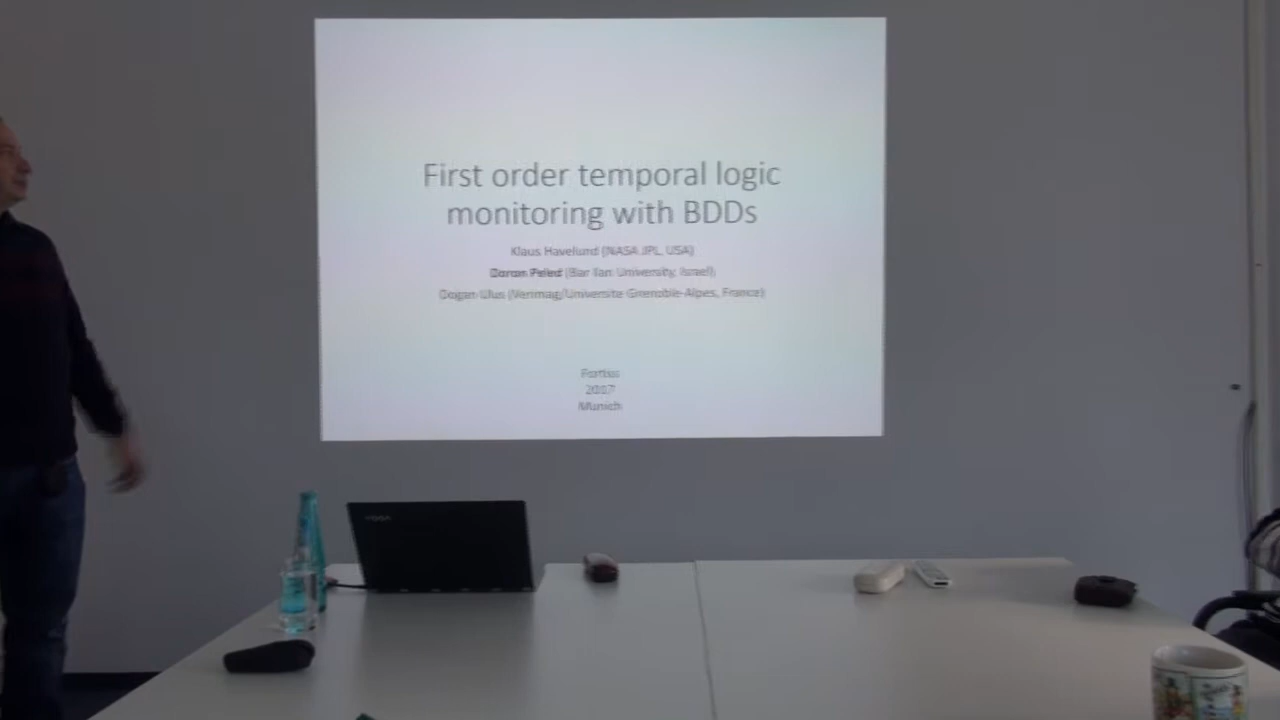 First order temporal logic
monitoring with BDDs
Klaus Havelund (NASA JPL, USA)
Doron Peled (Bar Ilan University, Israel)
Dogan Ulus (Verimag/Universite Grenoble-Alpes, France)
Fortiss
2017
Munich
YOGA